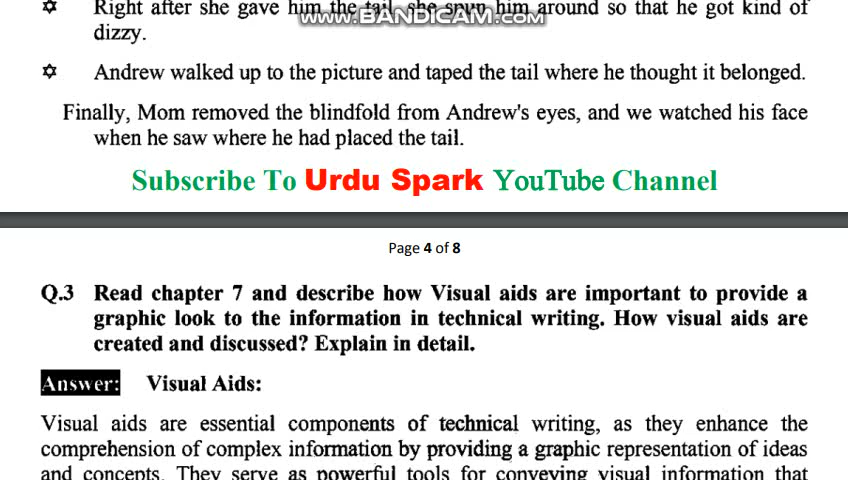 ✡ Right after she gave him the tail, she spun him around so that he got kind of
www.BANDICAM.com
dizzy.
✡ Andrew walked up to the picture and taped the tail where he thought it belonged.
Finally, Mom removed the blindfold from Andrew's eyes, and we watched his face
when he saw where he had placed the tail.
Subscribe To Urdu Spark YouTube Channel
Page 4 of 8
Q.3 Read chapter 7 and describe how Visual aids are important to provide a
graphic look to the information in technical writing. How visual aids are
created and discussed? Explain in detail.
Answer: Visual Aids:
Visual aids are essential components of technical writing, as they enhance the
comprehension of complex information by providing a graphic representation of ideas
and concepts. They serve as powerful tools for conveying visual information that